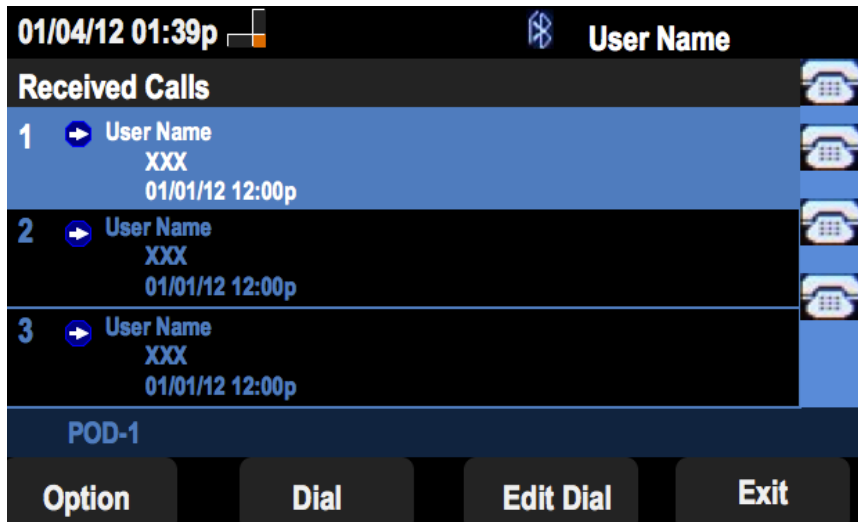 01/04/12 01:39p
User Name
Received Calls
1 User Name
XXX
01/01/12 12:00p
2 User Name
XXX
01/01/12 12:00p
3 User Name
XXX
01/01/12 12:00p
POD-1
Option Dial Edit Dial Exit